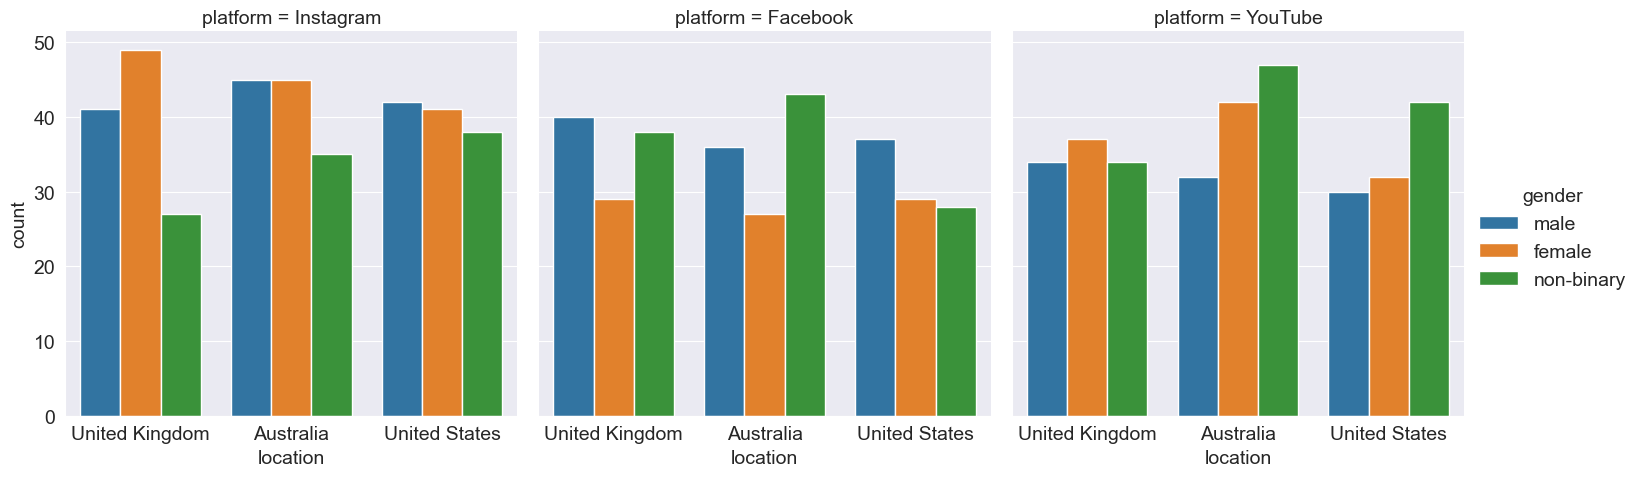 platform = Instagram
platform = Facebook
platform = YouTube
count
50
40
30
20
10
0
United Kingdom Australia United States
location
United Kingdom Australia United States
location
United Kingdom Australia United States
location
gender
male
female
non-binary